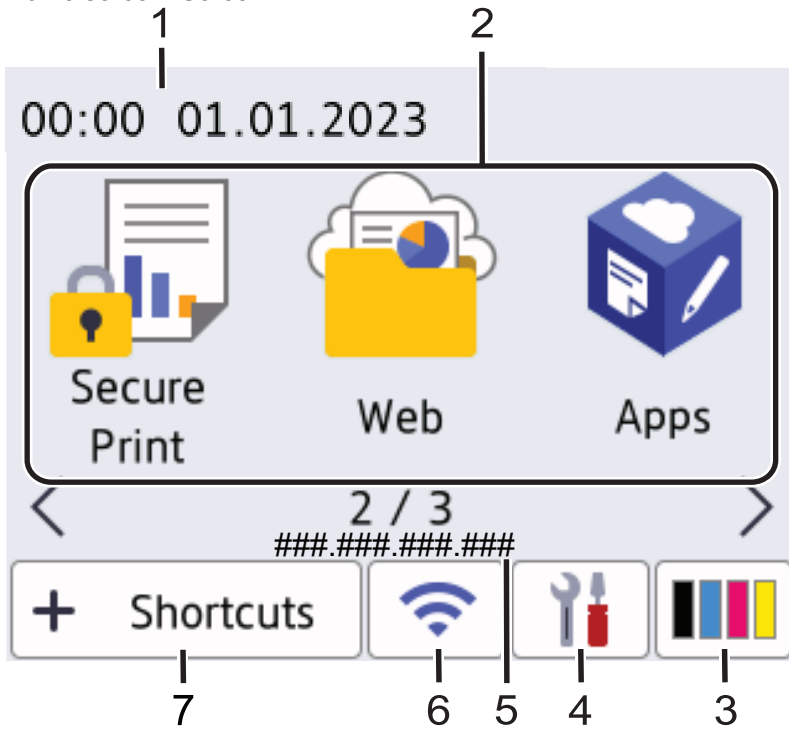 1 2
00:00 01.01.2023
Secure
Print
Web
Apps
2 / 3
###.###.###.###
+ Shortcuts
7 6 5 4 3